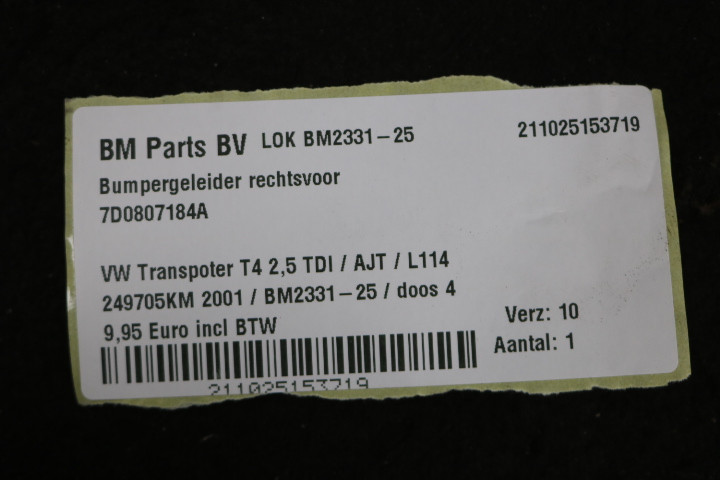 BM Parts BV LOK BM2331-25 211025153719
Bumpergeleider rechtsvoor
7D0807184A
VW Transpoter T4 2,5 TDI / AJT / L114
249705KM 2001 / BM2331-25 / doos 4
9,95 Euro incl BTW
Verz: 10
Aantal: 1
211025153719